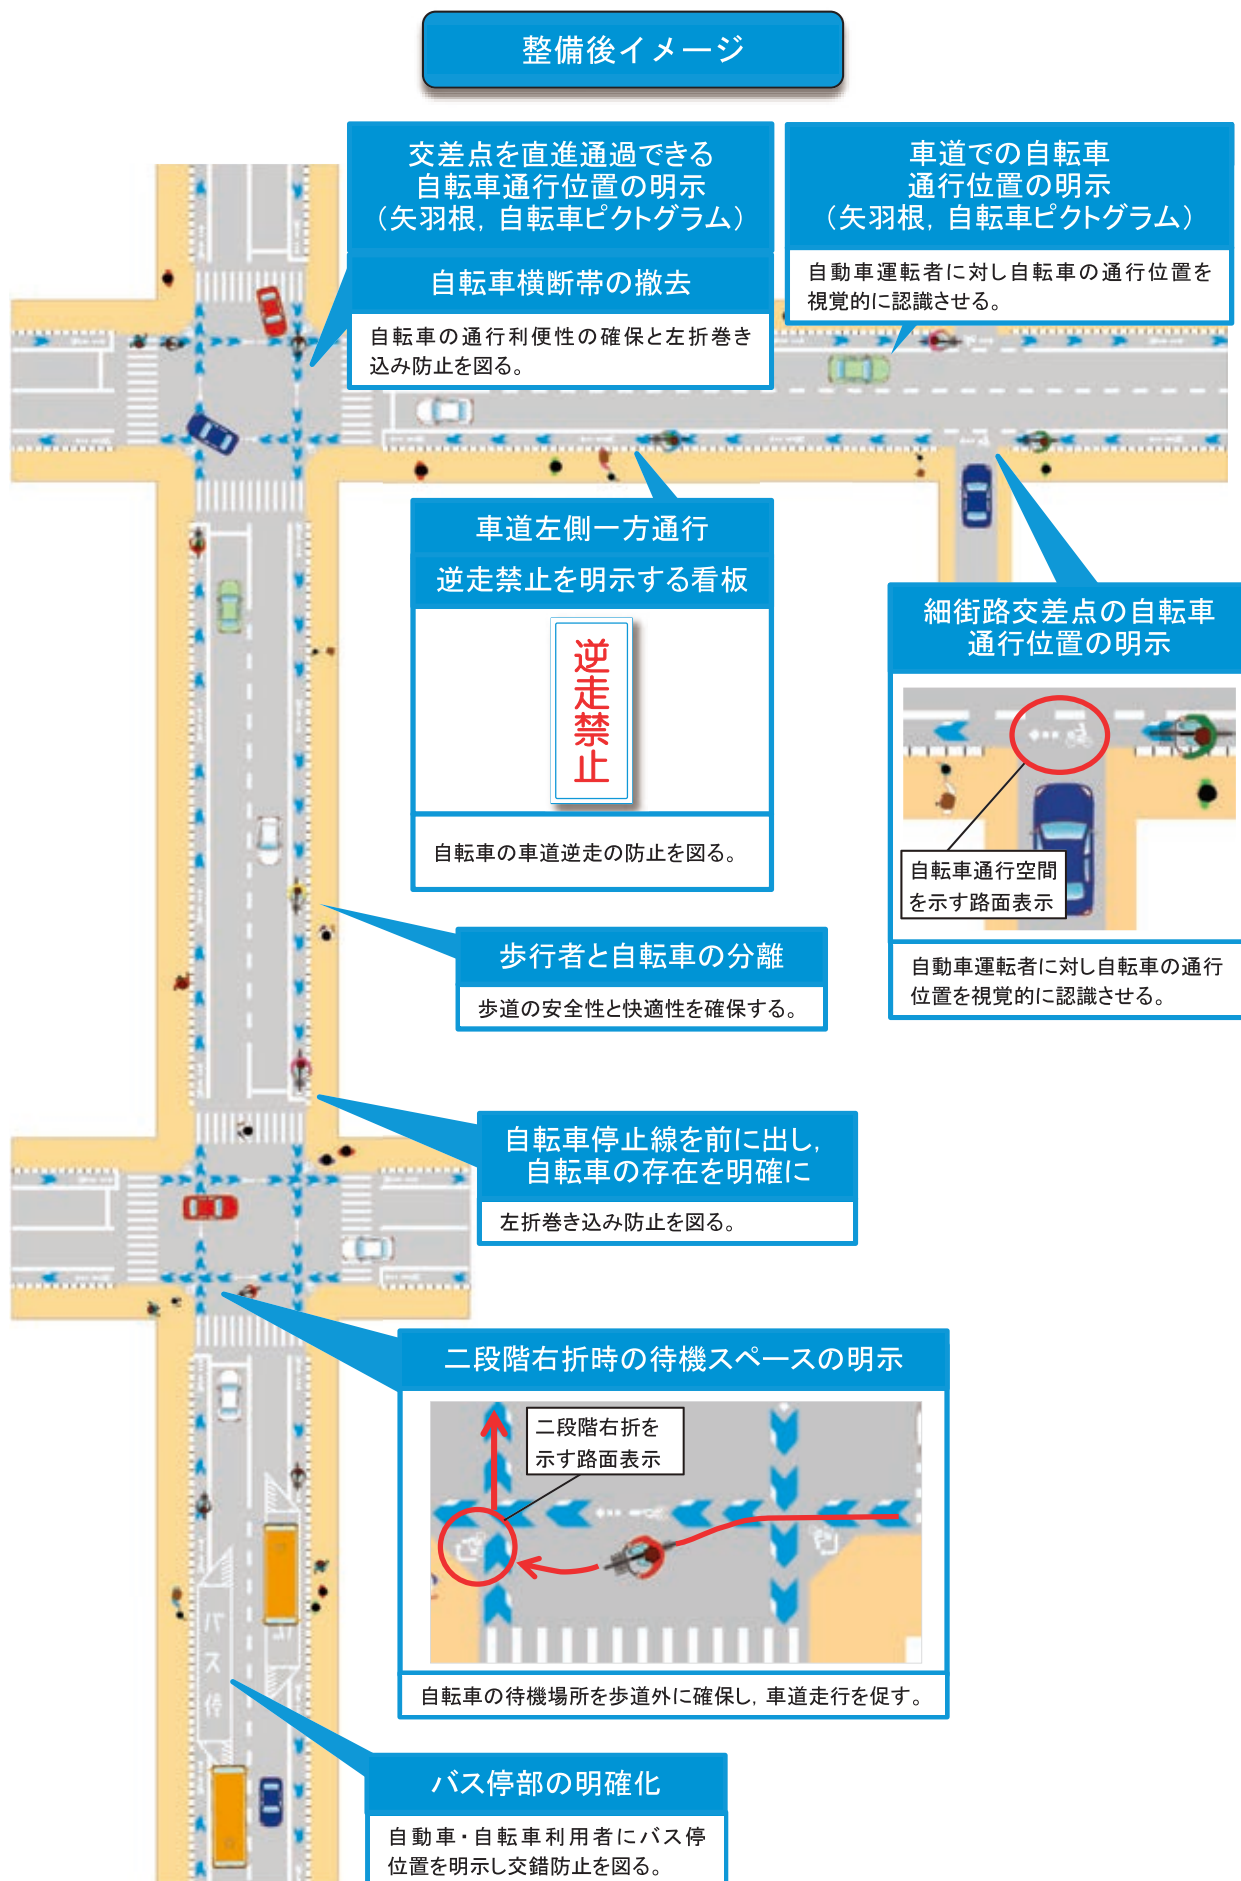 整備後イメージ
交差点を直進通過できる
自転車通行位置の明示
（矢羽根，自転車ピクトグラム）
自転車横断帯の撤去
自転車の通行利便性の確保と左折巻き
込み防止を図る。
車道での自転車
通行位置の明示
（矢羽根，自転車ピクトグラム）
自動車運転者に対し自転車の通行位置を
視覚的に認識させる。
車道左側一方通行
逆走禁止を明示する看板
逆走禁止
自転車の車道逆走の防止を図る。
細街路交差点の自転車
通行位置の明示
自転車通行空間
を示す路面表示
自動車運転者に対し自転車の通行
位置を視覚的に認識させる。
歩行者と自転車の分離
歩道の安全性と快適性を確保する。
自転車停止線を前に出し，
自転車の存在を明確に
左折巻き込み防止を図る。
二段階右折時の待機スペースの明示
二段階右折を
示す路面表示
自転車の待機場所を歩道外に確保し，車道走行を促す。
バス停
バス停部の明確化
自動車・自転車利用者にバス停
位置を明示し交錯防止を図る。